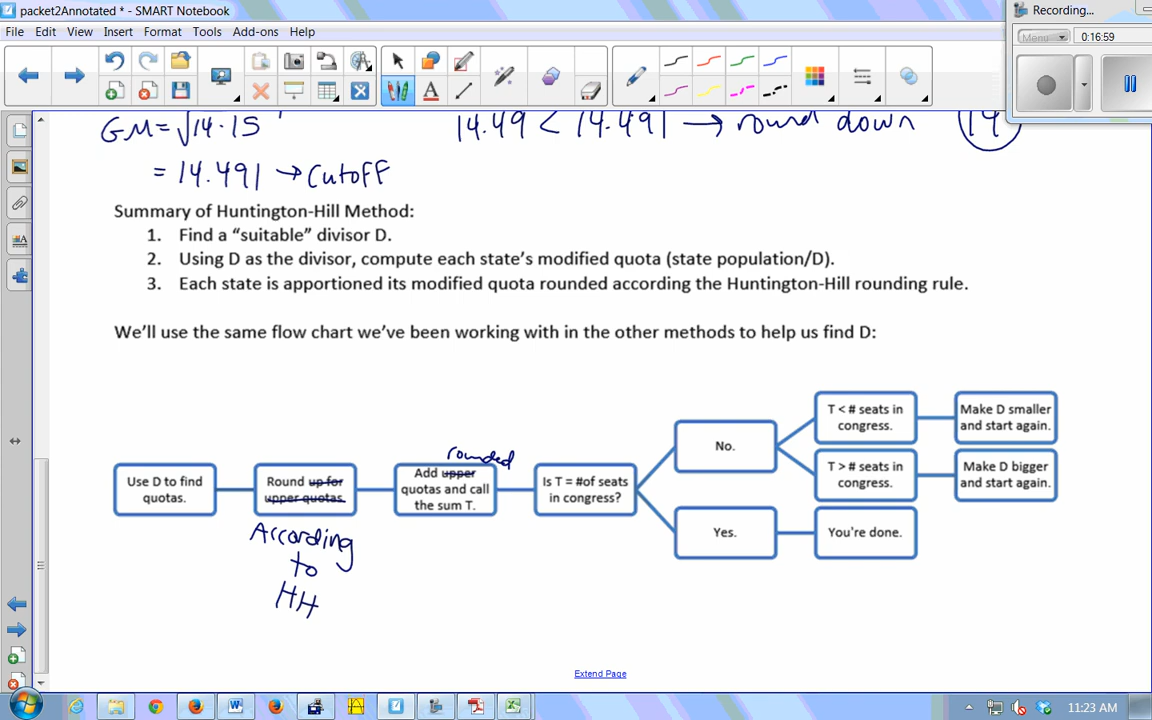 packet2Annotated * - SMART Notebook
File Edit View Insert Format Tools Add-ons Help
Recording...
Menu
0:16:59
GM = √14·15
14.49 < 14.491 → round down 14
= 14.491 → cutoff
Summary of Huntington-Hill Method:
1. Find a “suitable” divisor D.
2. Using D as the divisor, compute each state’s modified quota (state population/D).
3. Each state is apportioned its modified quota rounded according the Huntington-Hill rounding rule.
We’ll use the same flow chart we’ve been working with in the other methods to help us find D:
Use D to find
quotas.
Round up for
upper quotas.
According
to
HH
rounded
Add upper
quotas and call
the sum T.
Is T = #of seats
in congress?
No.
T < # seats in
congress.
Make D smaller
and start again.
T > # seats in
congress.
Make D bigger
and start again.
Yes.
You’re done.
Extend Page
11:23 AM